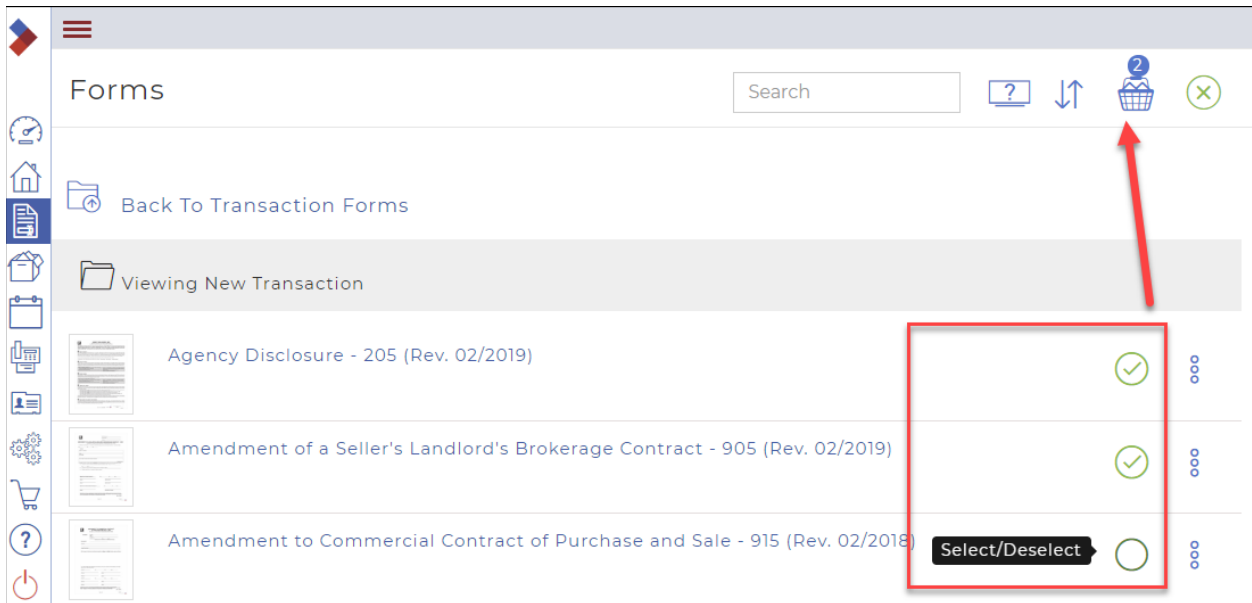 2
Forms
Search
?
Back To Transaction Forms
Viewing New Transaction
Agency Disclosure - 205 (Rev. 02/2019)
Amendment of a Seller's Landlord's Brokerage Contract - 905 (Rev. 02/2019)
Amendment to Commercial Contract of Purchase and Sale - 915 (Rev. 02/2018)
Select/Deselect
?